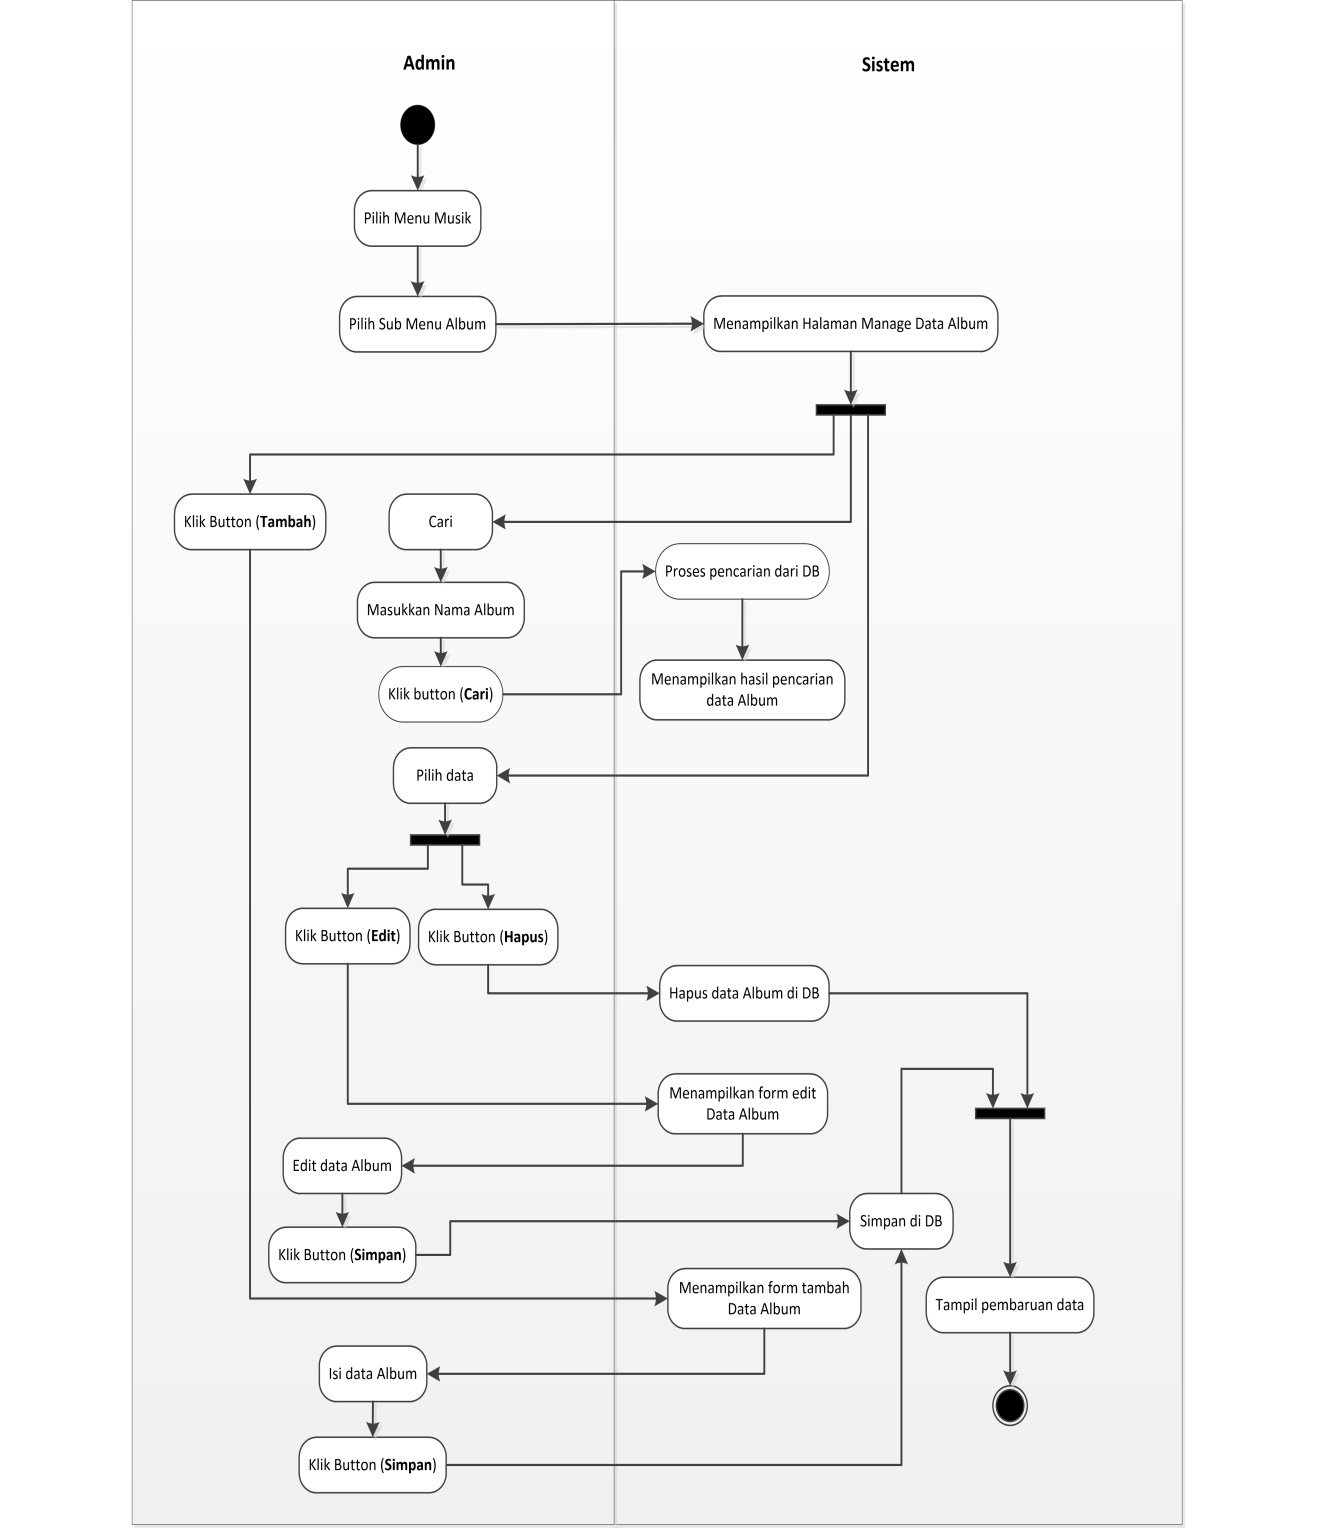 Admin
Sistem
Pilih Menu Musik
Pilih Sub Menu Album
Menampilkan Halaman Manage Data Album
Klik Button (Tambah)
Cari
Proses pencarian dari DB
Masukkan Nama Album
Klik button (Cari)
Menampilkan hasil pencarian
data Album
Pilih data
Klik Button (Edit)
Klik Button (Hapus)
Hapus data Album di DB
Menampilkan form edit
Data Album
Edit data Album
Simpan di DB
Klik Button (Simpan)
Menampilkan form tambah
Data Album
Tampil pembaruan data
Isi data Album
Klik Button (Simpan)